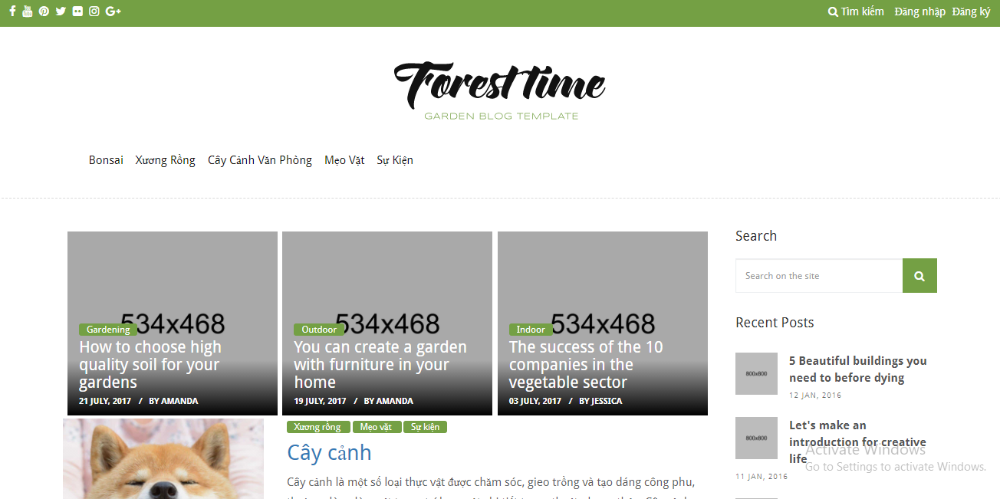 Tìm kiếm Đăng nhập Đăng ký
Forest time
GARDEN BLOG TEMPLATE
Bonsai Xương Rồng Cây Cảnh Văn Phòng Mẹo Vặt Sự Kiện
534x468
Gardening
How to choose high
quality soil for your
gardens
21 JULY, 2017 / BY AMANDA
534x468
Outdoor
You can create a garden
with furniture in your
home
19 JULY, 2017 / BY AMANDA
534x468
Indoor
The success of the 10
companies in the
vegetable sector
03 JULY, 2017 / BY JESSICA
Xương rồng Mẹo vặt Sự kiện
Cây cảnh
Cây cảnh là một số loại thực vật được chăm sóc, gieo trồng và tạo dáng công phu,
Search
Search on the site
Recent Posts
800x800
5 Beautiful buildings you
need to before dying
12 JAN, 2016
800x800
Let's make an
introduction for creative
life
11 JAN, 2016
Activate Windows
Go to Settings to activate Windows.